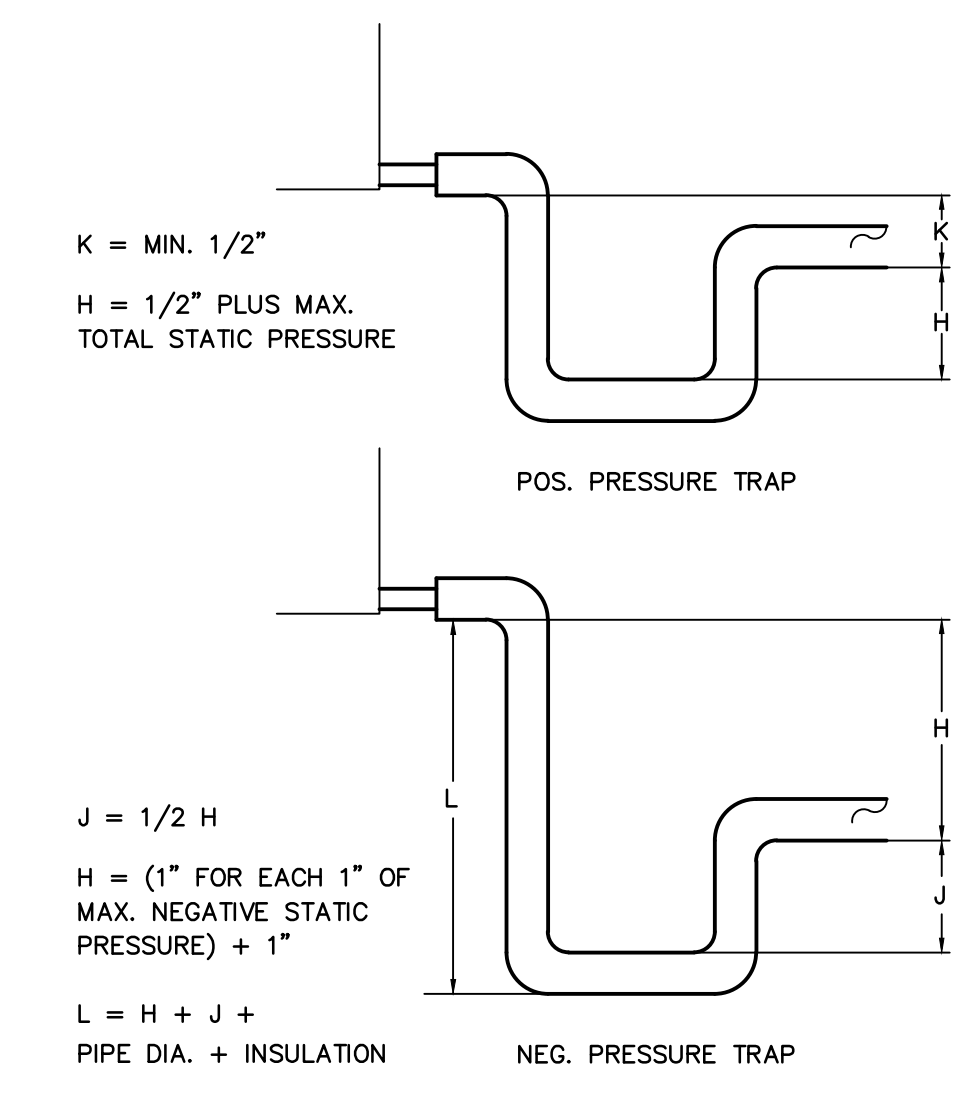 K
K = MIN. 1/2”
H = 1/2” PLUS MAX.
TOTAL STATIC PRESSURE
H
POS. PRESSURE TRAP
H
L
J = 1/2 H
H = (1” FOR EACH 1” OF
MAX. NEGATIVE STATIC
PRESSURE) + 1”
J
L = H + J +
PIPE DIA. + INSULATION
NEG. PRESSURE TRAP